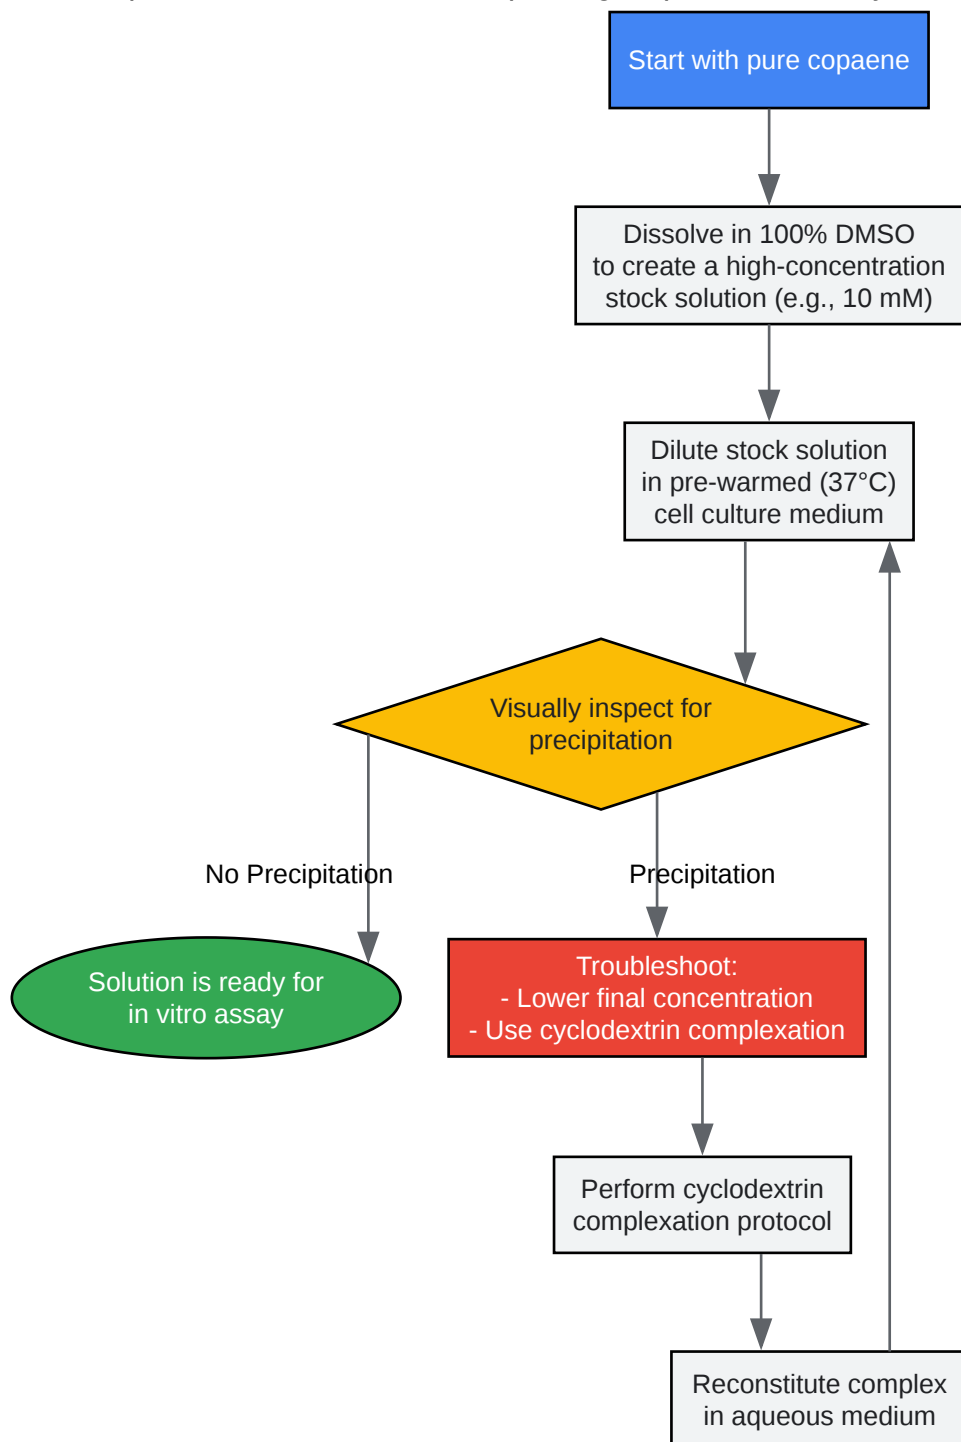 Start with pure copaene
Dissolve in 100% DMSO
to create a high-concentration
stock solution (e.g., 10 mM)
Dilute stock solution
in pre-warmed (37°C)
cell culture medium
Visually inspect for
precipitation
No Precipitation
Precipitation
Solution is ready for
in vitro assay
Troubleshoot:
- Lower final concentration
- Use cyclodextrin complexation
Perform cyclodextrin
complexation protocol
Reconstitute complex
in aqueous medium